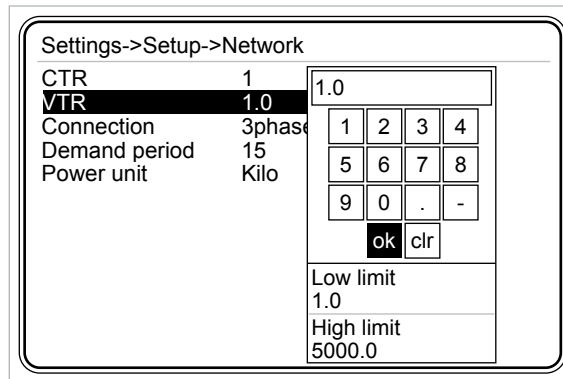 Settings->Setup->Network
CTR 1
VTR 1.0
Connection 3phase
Demand period 15
Power unit Kilo
1.0
1 2 3 4
5 6 7 8
9 0 . -
ok clr
Low limit
1.0
High limit
5000.0